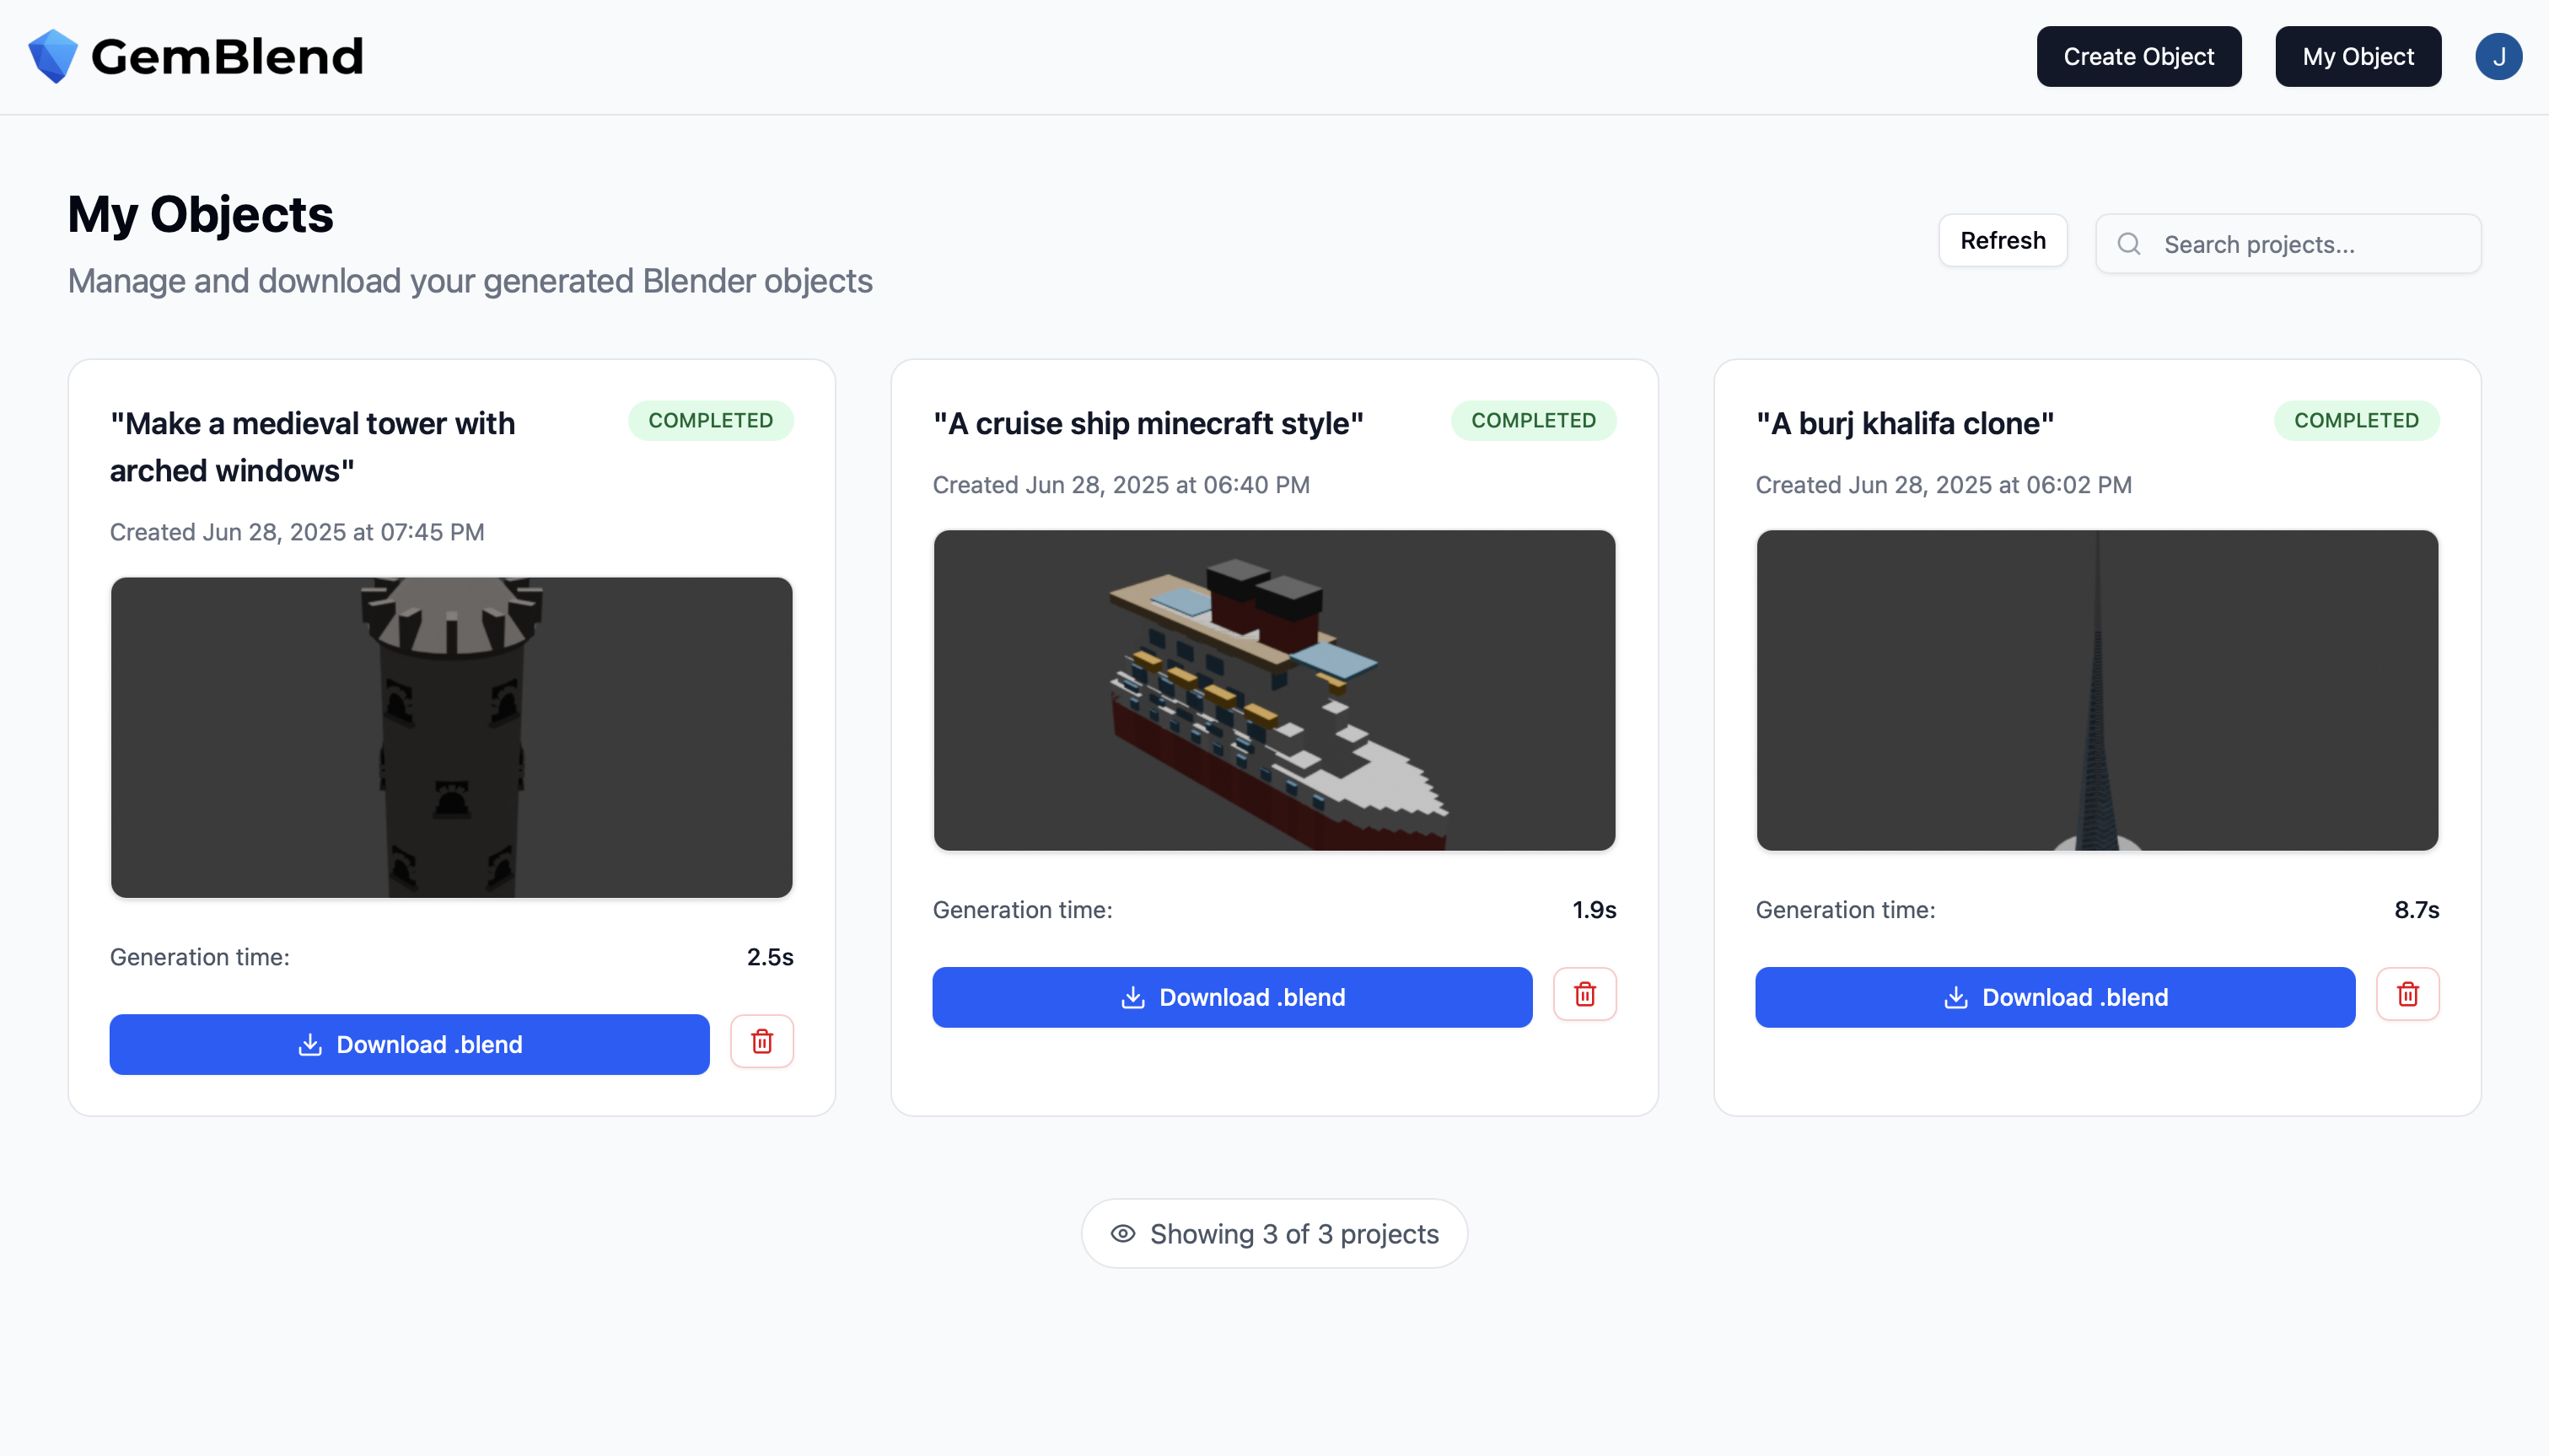 GemBlend
Create Object
My Object
J
My Objects
Manage and download your generated Blender objects
Refresh
Search projects...
"Make a medieval tower with
arched windows"
COMPLETED
Created Jun 28, 2025 at 07:45 PM
Generation time:
2.5s
Download .blend
"A cruise ship minecraft style"
COMPLETED
Created Jun 28, 2025 at 06:40 PM
Generation time:
1.9s
Download .blend
"A burj khalifa clone"
COMPLETED
Created Jun 28, 2025 at 06:02 PM
Generation time:
8.7s
Download .blend
Showing 3 of 3 projects